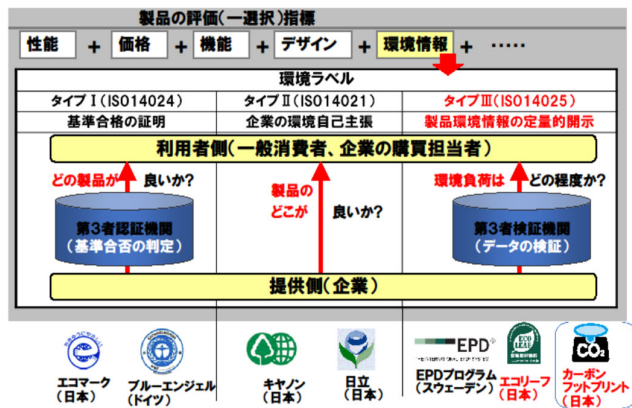 製品の評価(一選択)指標
性能 + 価格 + 機能 + デザイン + 環境情報 + ・・・・・
環境ラベル
タイプⅠ(ISO14024) タイプⅡ(ISO14021) タイプⅢ(ISO14025)
基準合格の証明 企業の環境自己主張 製品環境情報の定量的開示
利用者側(一般消費者、企業の購買担当者)
どの製品が 良いか?
製品の
どこが 良いか?
環境負荷は どの程度か?
第3者認証機関
(基準合否の判定)
第3者検証機関
(データの検証)
提供側(企業)
EPD
ECO
LEAF
CO2
エコマーク
(日本)
ブルーエンジェル
(ドイツ)
キヤノン
(日本)
日立
(日本)
EPDプログラム
(スウェーデン)
エコリーフ
(日本)
カーボン
フットプリント
(日本)